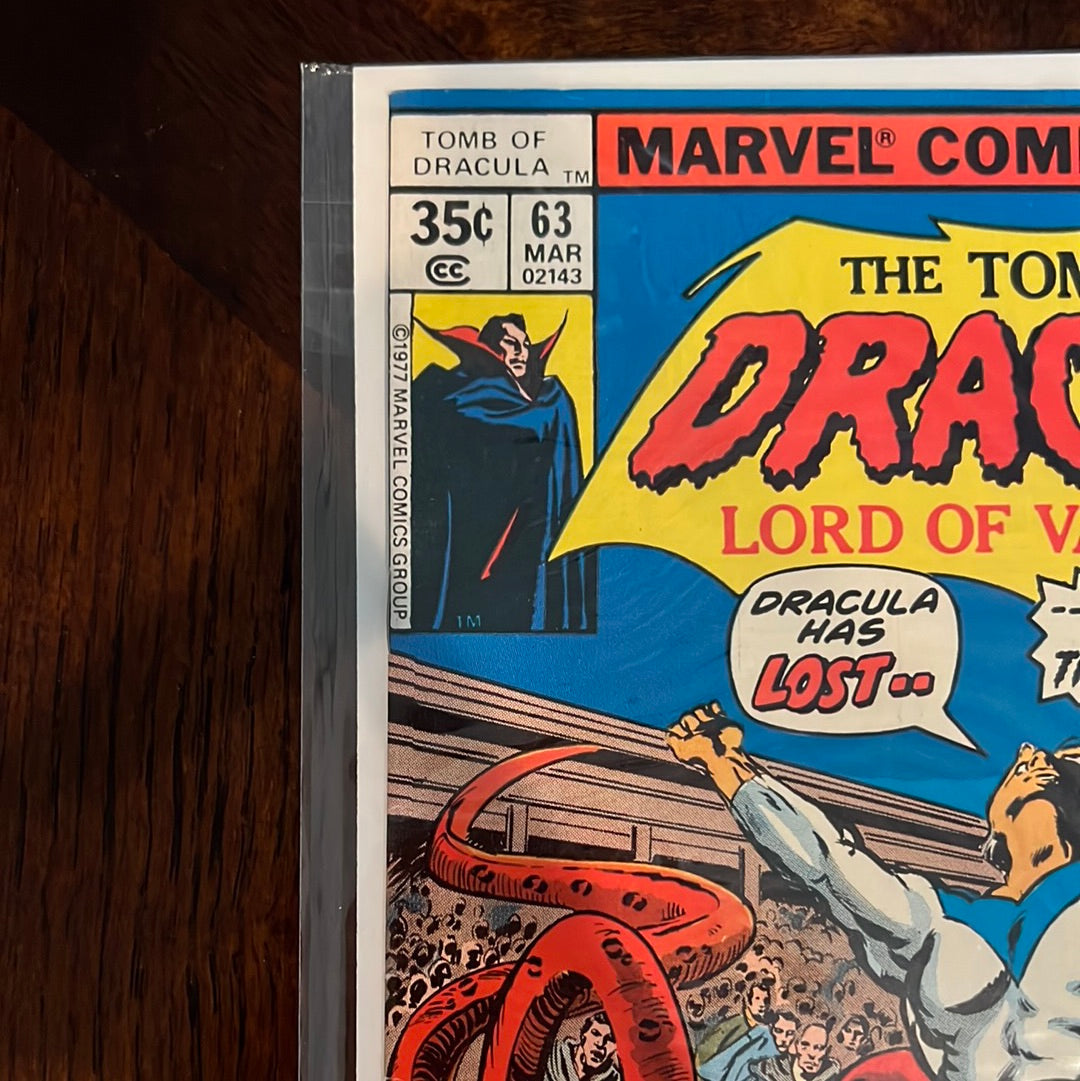 TOMB OF
DRACULA ™
MARVEL® COM
35¢
CC
63
MAR
02143
©1977 MARVEL COMICS GROUP
TM
THE TOM
DRAC
LORD OF VA
DRACULA
HAS
LOST..